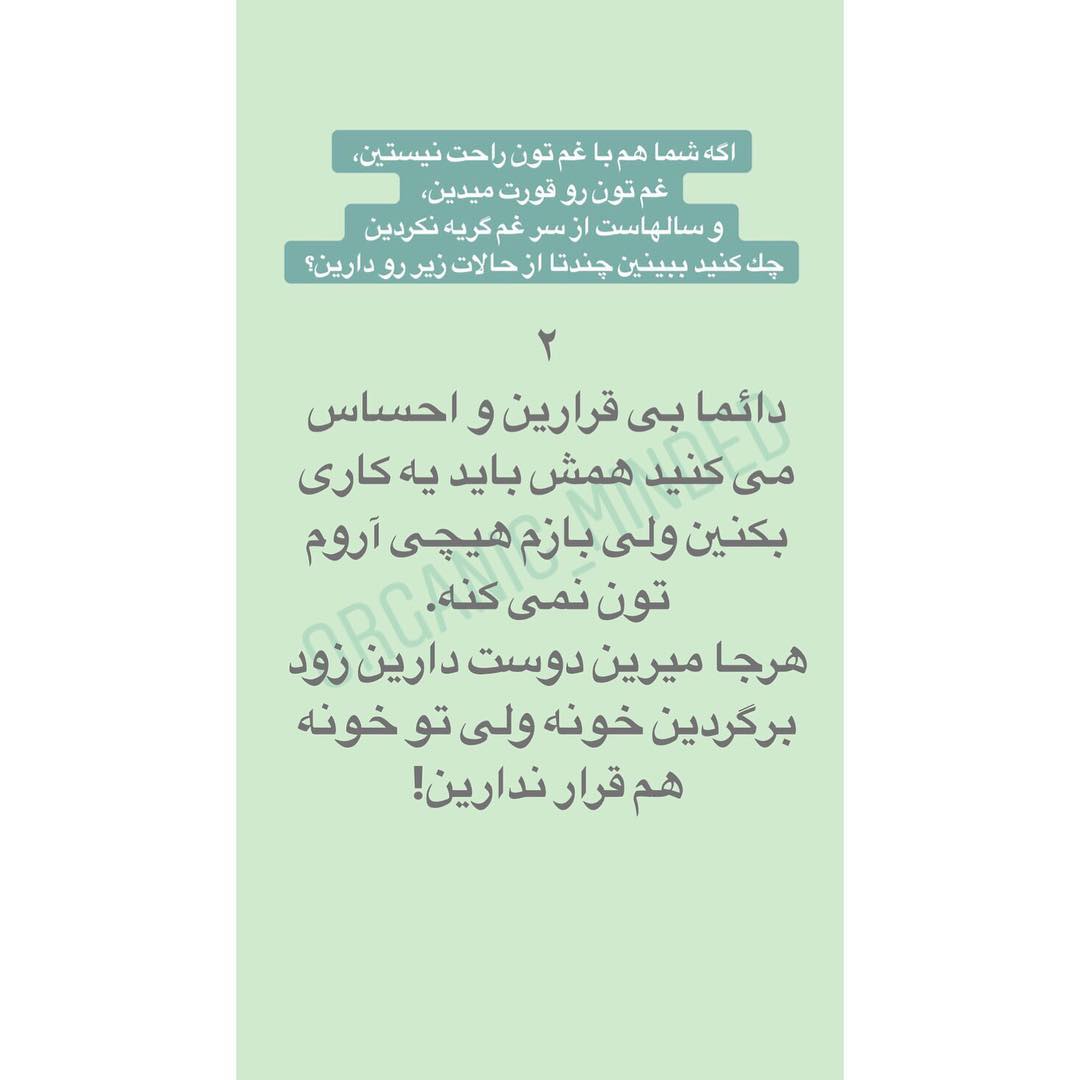 اگه شما هم با غم تون راحت نیستین،
غم تون رو قورت میدین،
و سالهاست از سر غم گریه نکردین
چك کنید ببینین چندتا از حالات زیر رو دارین؟
۲
دائما بی قرارین و احساس
می کنید همش باید یه کاری
بکنین ولی بازم هیچی آروم
تون نمی کنه.
هرجا میرین دوست دارین زود
برگردین خونه ولی تو خونه
هم قرار ندارین!
ORGANIC_MINDED